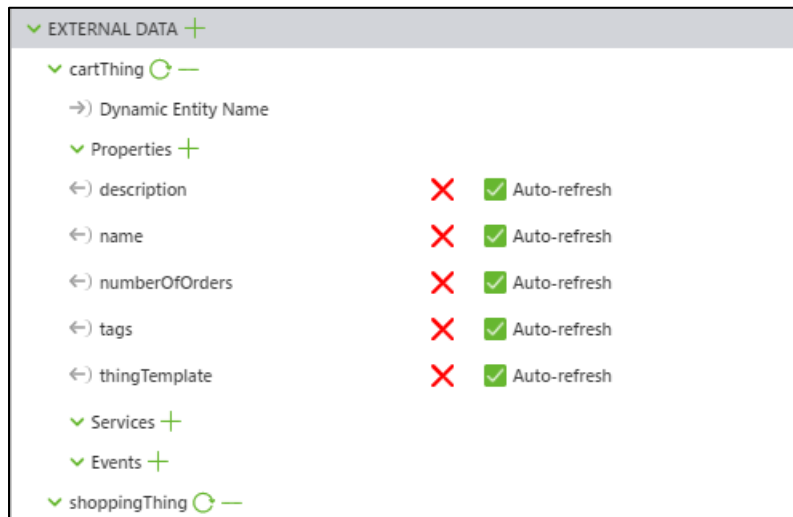 EXTERNAL DATA
cartThing
Dynamic Entity Name
Properties
description Auto-refresh
name Auto-refresh
numberOfOrders Auto-refresh
tags Auto-refresh
thingTemplate Auto-refresh
Services
Events
shoppingThing